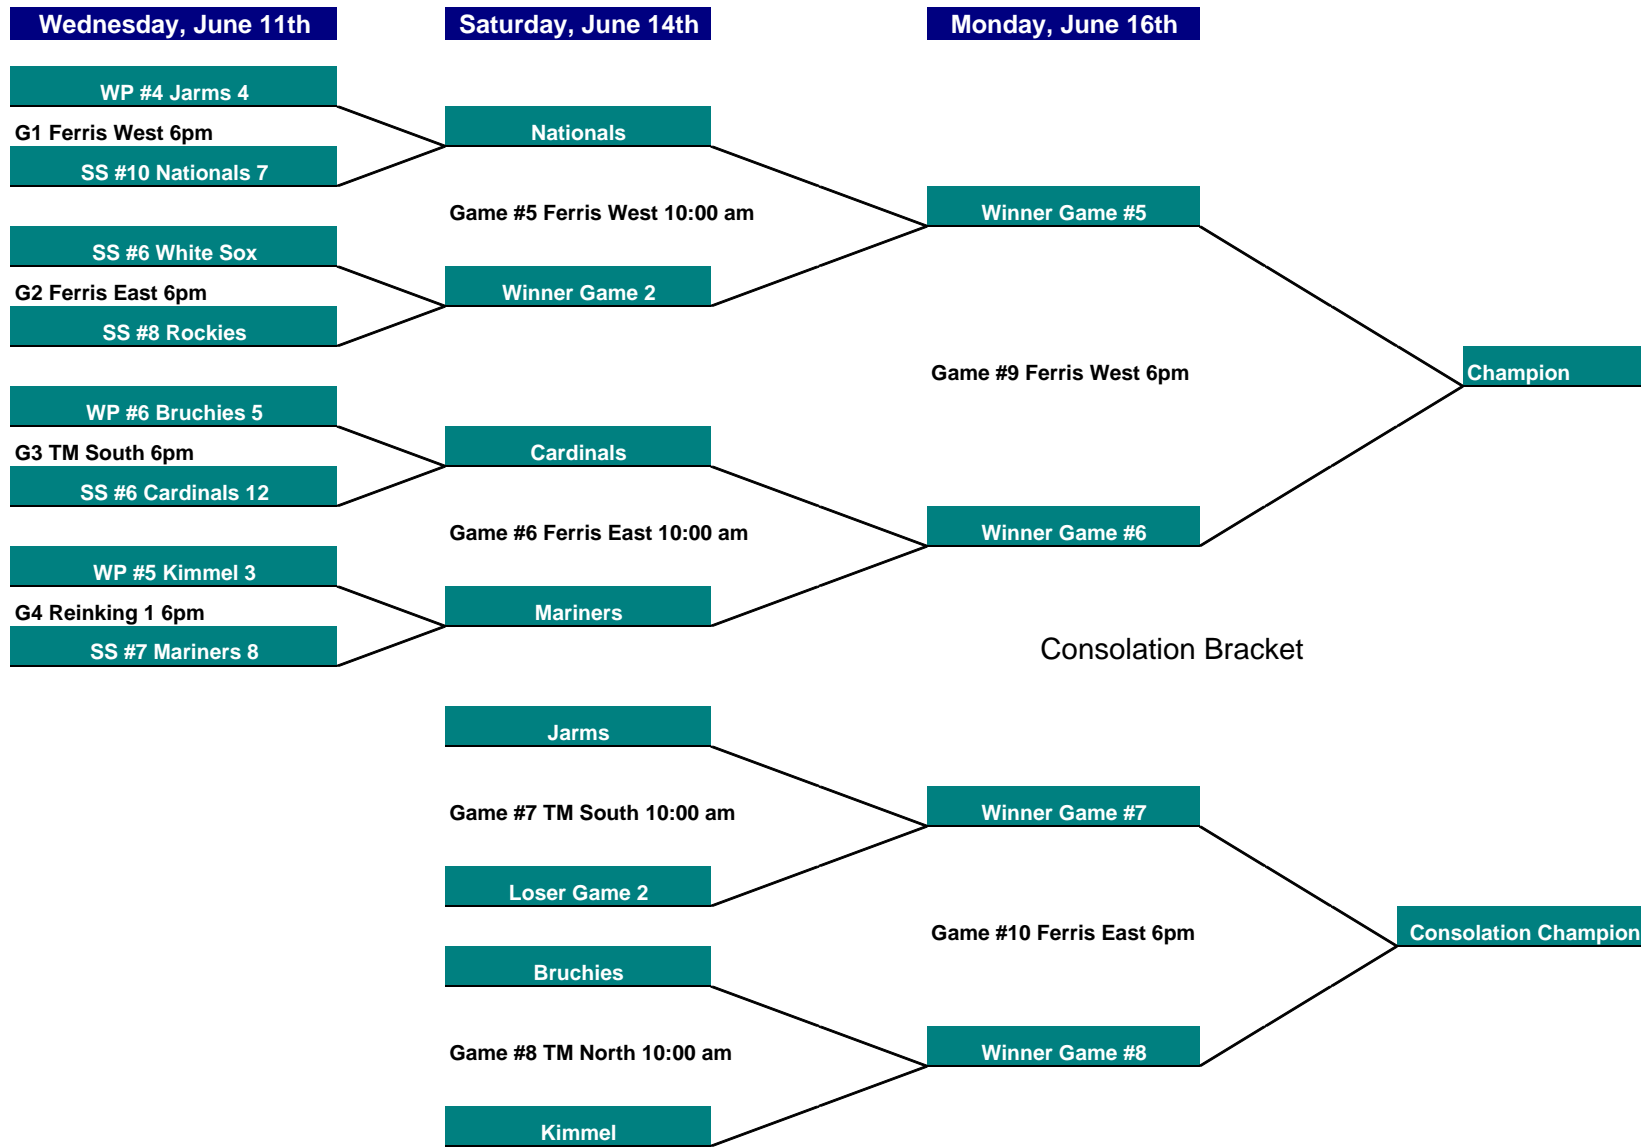 Wednesday, June 11th
Saturday, June 14th
Monday, June 16th
WP #4 Jarms 4
G1 Ferris West 6pm
SS #10 Nationals 7
SS #6 White Sox
G2 Ferris East 6pm
SS #8 Rockies
WP #6 Bruchies 5
G3 TM South 6pm
SS #6 Cardinals 12
WP #5 Kimmel 3
G4 Reinking 1 6pm
SS #7 Mariners 8
Nationals
Game #5 Ferris West 10:00 am
Winner Game 2
Cardinals
Game #6 Ferris East 10:00 am
Mariners
Winner Game #5
Game #9 Ferris West 6pm
Winner Game #6
Champion
Consolation Bracket
Jarms
Game #7 TM South 10:00 am
Loser Game 2
Bruchies
Game #8 TM North 10:00 am
Kimmel
Winner Game #7
Game #10 Ferris East 6pm
Winner Game #8
Consolation Champion